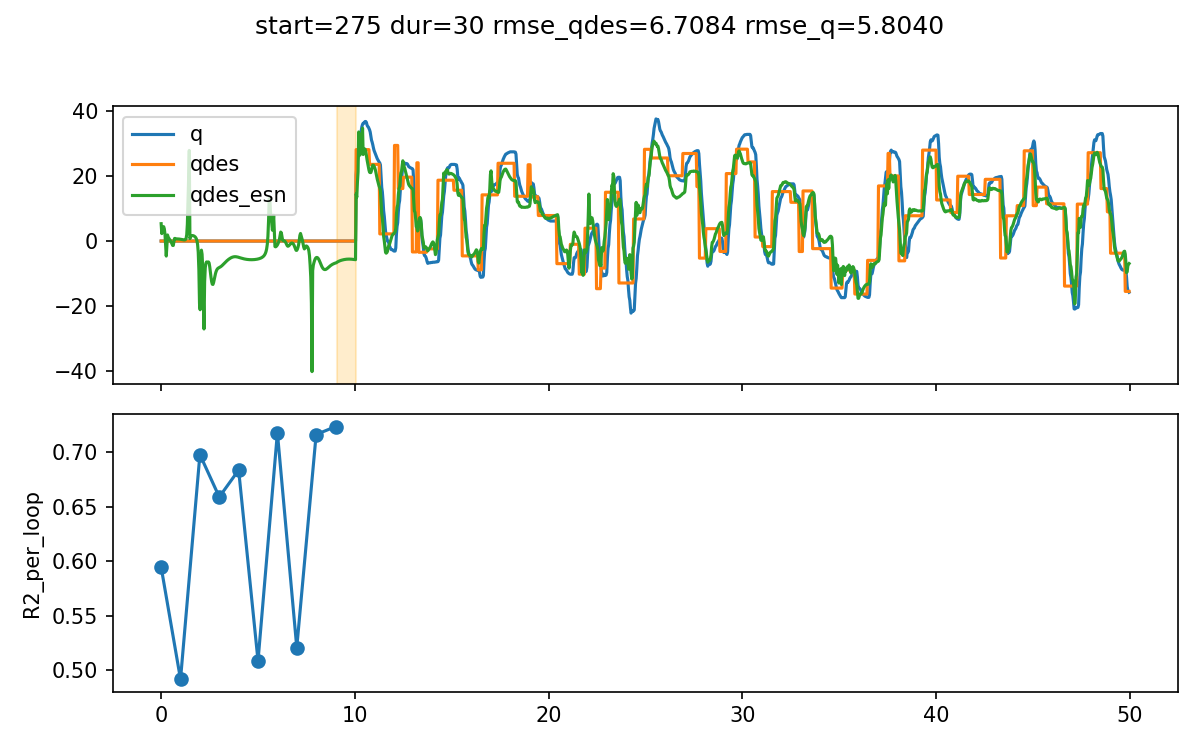 start=275 dur=30 rmse_qdes=6.7084 rmse_q=5.8040
40
20
0
−20
−40
q
qdes
qdes_esn
0.70
0.65
0.60
0.55
0.50
R2_per_loop
0 10 20 30 40 50